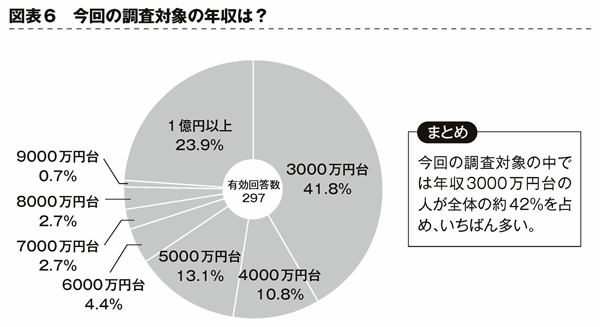 図表6 今回の調査対象の年収は?
1億円以上
23.9%
9000万円台
0.7%
8000万円台
2.7%
7000万円台
2.7%
6000万円台
4.4%
5000万円台
13.1%
4000万円台
10.8%
3000万円台
41.8%
有効回答数
297
まとめ
今回の調査対象の中で
は年収3000万円台の
人が全体の約42%を占
め、いちばん多い。